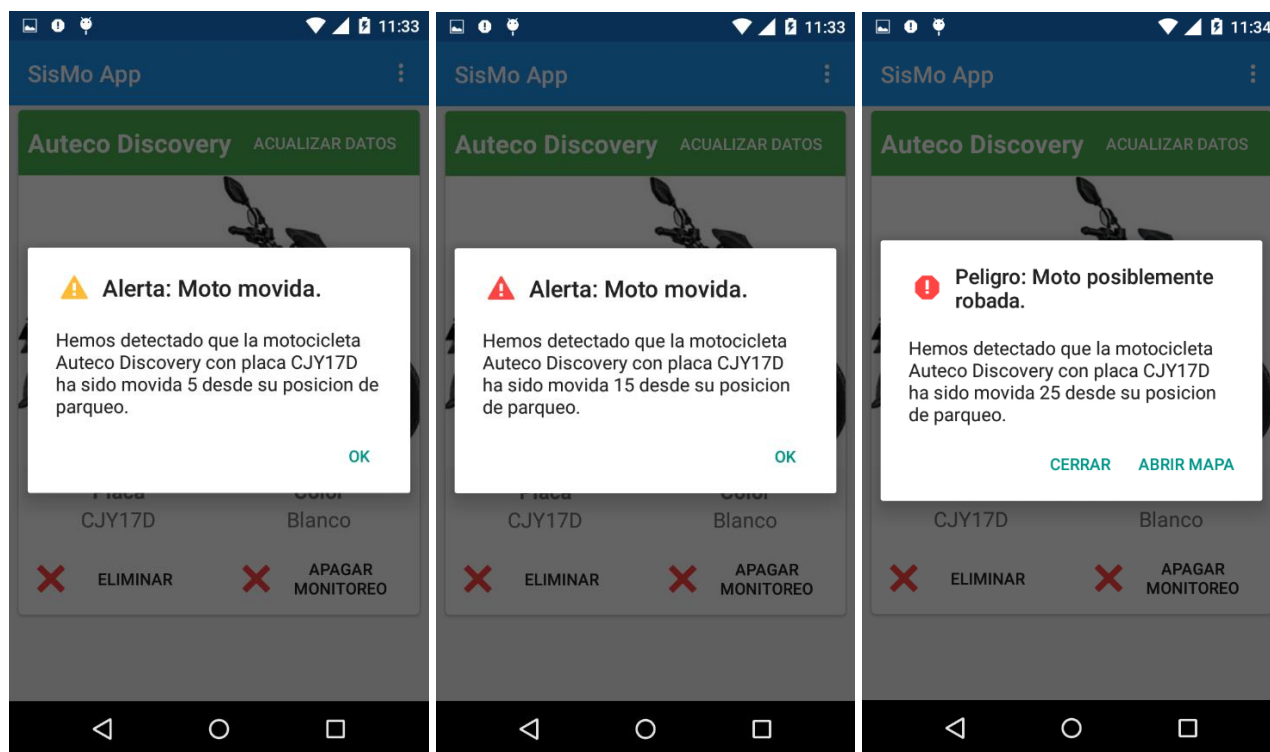 11:33
SisMo App
Auteco Discovery ACUALIZAR DATOS
Alerta: Moto movida.
Hemos detectado que la motocicleta
Auteco Discovery con placa CJY17D
ha sido movida 5 desde su posicion de
parqueo.
OK
Placa Color
CJY17D Blanco
ELIMINAR
APAGAR
MONITOREO
11:33
SisMo App
Auteco Discovery ACUALIZAR DATOS
Alerta: Moto movida.
Hemos detectado que la motocicleta
Auteco Discovery con placa CJY17D
ha sido movida 15 desde su posicion
de parqueo.
OK
Placa Color
CJY17D Blanco
ELIMINAR
APAGAR
MONITOREO
11:34
SisMo App
Auteco Discovery ACUALIZAR DATOS
Peligro: Moto posiblemente
robada.
Hemos detectado que la motocicleta
Auteco Discovery con placa CJY17D
ha sido movida 25 desde su posicion
de parqueo.
CERRAR ABRIR MAPA
CJY17D Blanco
ELIMINAR
APAGAR
MONITOREO